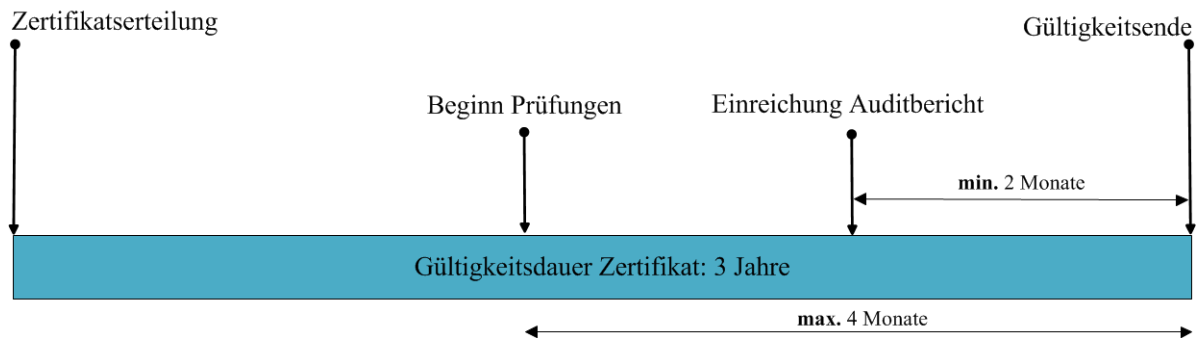 Zertifikatserteilung
Gültigkeitsende
Beginn Prüfungen
Einreichung Auditbericht
min. 2 Monate
Gültigkeitsdauer Zertifikat: 3 Jahre
max. 4 Monate